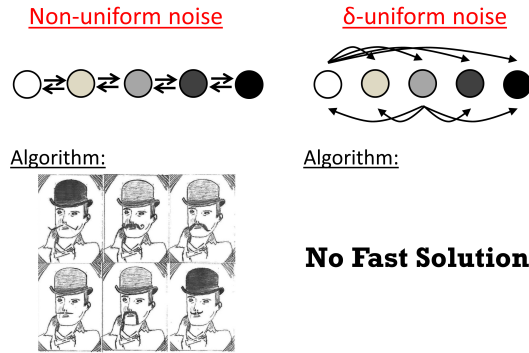 Non-uniform noise
δ-uniform noise
Algorithm:
Algorithm:
No Fast Solution